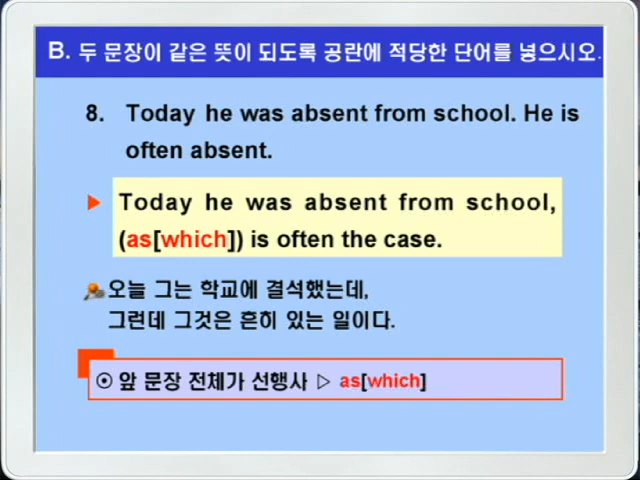 B. 두 문장이 같은 뜻이 되도록 공란에 적당한 단어를 넣으시오.
8. Today he was absent from school. He is
often absent.
▶ Today he was absent from school,
(as[which]) is often the case.
오늘 그는 학교에 결석했는데,
그런데 그것은 흔히 있는 일이다.
⊙ 앞 문장 전체가 선행사 ▷ as[which]